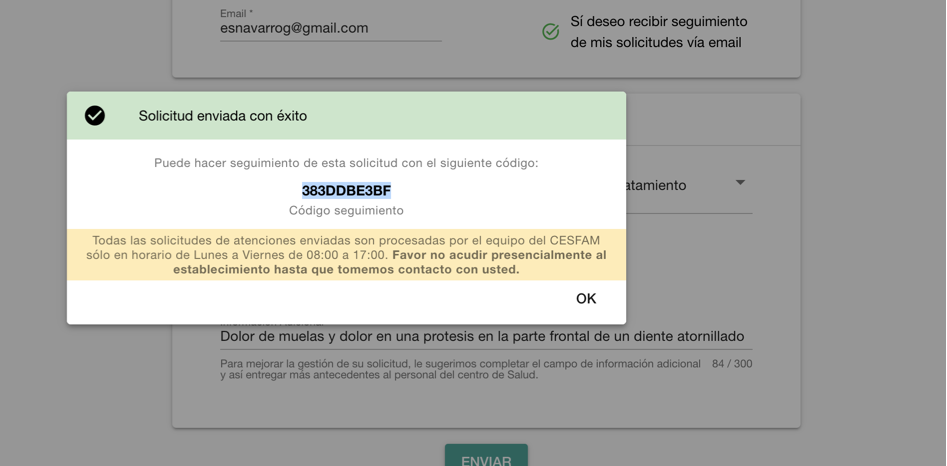 Email *
esnavarrog@gmail.com
Sí deseo recibir seguimiento
de mis solicitudes vía email
Solicitud enviada con éxito
Puede hacer seguimiento de esta solicitud con el siguiente código:
383DDBE3BF
Código seguimiento
Todas las solicitudes de atenciones enviadas son procesadas por el equipo del CESFAM
sólo en horario de Lunes a Viernes de 08:00 a 17:00. Favor no acudir presencialmente al
establecimiento hasta que tomemos contacto con usted.
OK
atamiento
Dolor de muelas y dolor en una protesis en la parte frontal de un diente atornillado
Para mejorar la gestión de su solicitud, le sugerimos completar el campo de información adicional 84 / 300
y así entregar más antecedentes al personal del centro de Salud.
ENVIAR